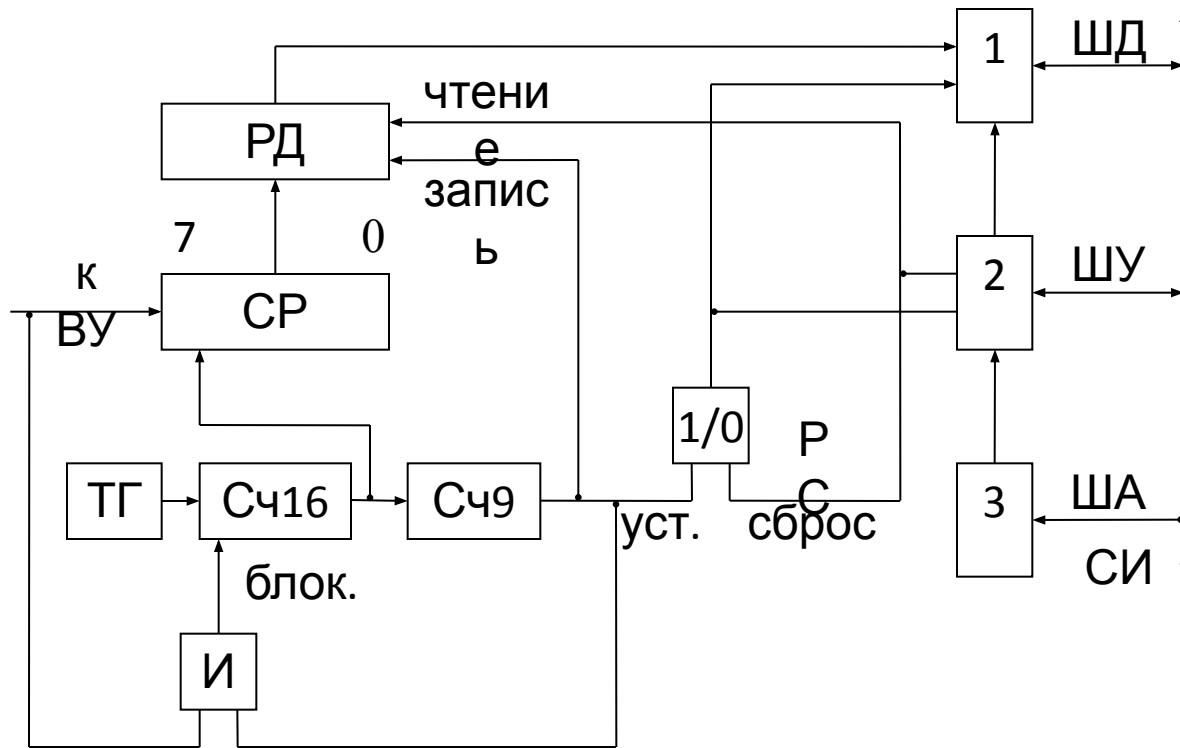 1
ШД
чтени
е
РД
запис
ь
7
0
2
ШУ
к
ВУ
СР
1/0
Р
С
ТГ
Сч16
Сч9
3
ША
уст.
сброс
СИ
блок.
И